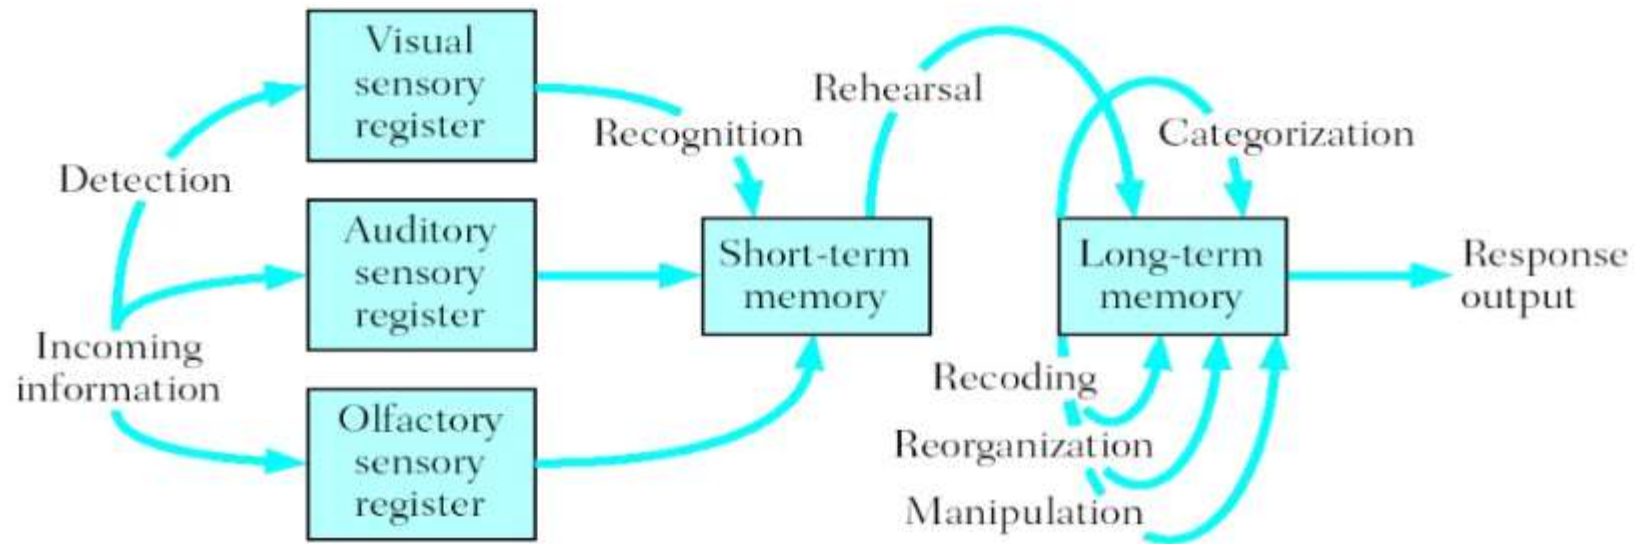 Visual
sensory
register
Detection
Auditory
sensory
register
Incoming
information
Olfactory
sensory
register
Recognition
Short-term
memory
Rehearsal
Categorization
Long-term
memory
Recoding
Reorganization
Manipulation
Response
output